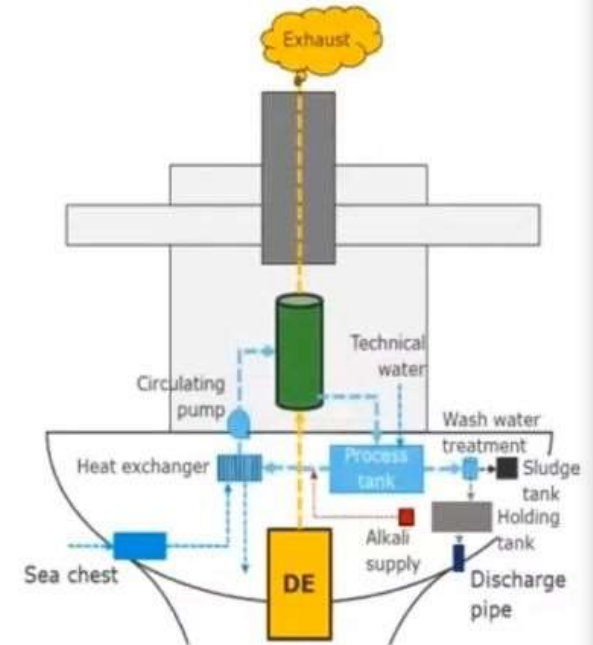 Exhaust
Technical
water
Circulating
pump
Wash water
treatment
Heat exchanger
Process
tank
Sludge
tank
Alkali
supply
Holding
tank
Sea chest
DE
Discharge
pipe